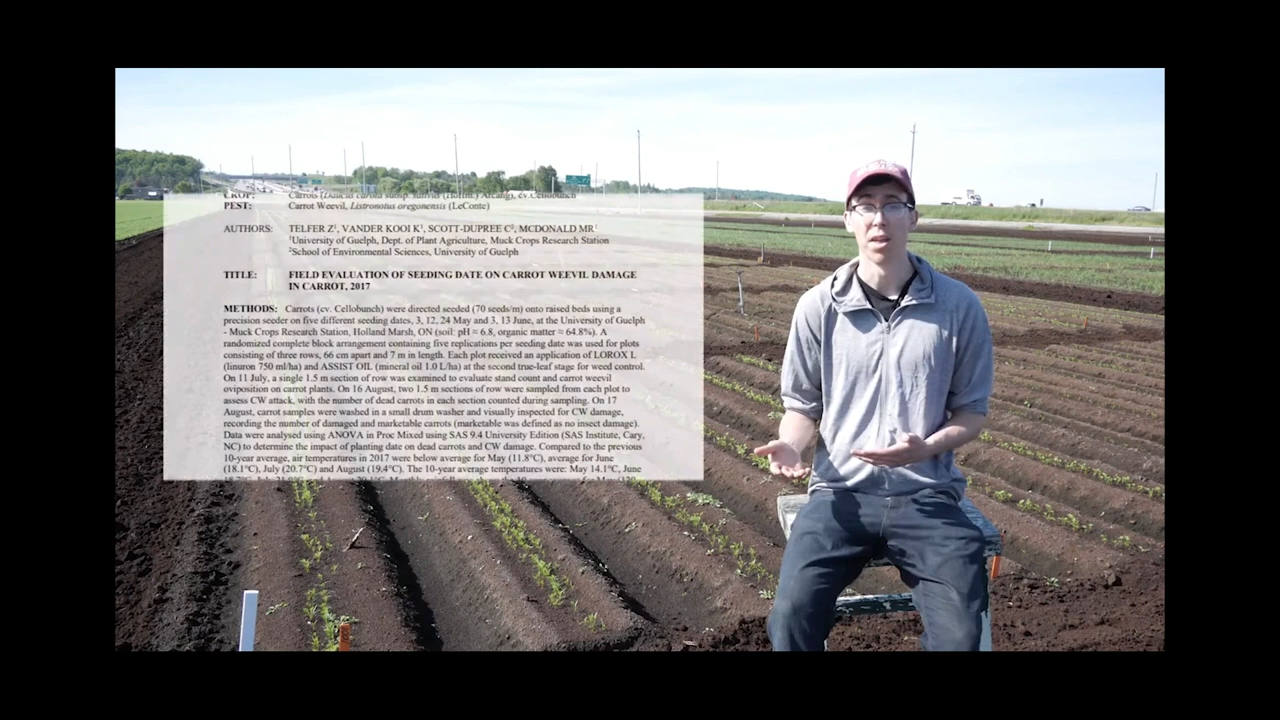 CROP: Carrots (Daucus carota subsp. sativus (Hoffm.) Arcang), cv.Cellobunch
PEST: Carrot Weevil, Listronotus oregonensis (LeConte)
AUTHORS: TELFER Z¹, VANDER KOOI K¹, SCOTT-DUPREE C², MCDONALD MR¹
¹University of Guelph, Dept. of Plant Agriculture, Muck Crops Research Station
²School of Environmental Sciences, University of Guelph
TITLE: FIELD EVALUATION OF SEEDING DATE ON CARROT WEEVIL DAMAGE
IN CARROT, 2017
METHODS: Carrots (cv. Cellobunch) were directed seeded (70 seeds/m) onto raised beds using a
precision seeder on five different seeding dates, 3, 12, 24 May and 3, 13 June, at the University of Guelph
- Muck Crops Research Station, Holland Marsh, ON (soil: pH ≈ 6.8, organic matter ≈ 64.8%). A
randomized complete block arrangement containing five replications per seeding date was used for plots
consisting of three rows, 66 cm apart and 7 m in length. Each plot received an application of LOROX L
(linuron 750 ml/ha) and ASSIST OIL (mineral oil 1.0 L/ha) at the second true-leaf stage for weed control.
On 11 July, a single 1.5 m section of row was examined to evaluate stand count and carrot weevil
oviposition on carrot plants. On 16 August, two 1.5 m sections of row were sampled from each plot to
assess CW attack, with the number of dead carrots in each section counted during sampling. On 17
August, carrot samples were washed in a small drum washer and visually inspected for CW damage,
recording the number of damaged and marketable carrots (marketable was defined as no insect damage).
Data were analysed using ANOVA in Proc Mixed using SAS 9.4 University Edition (SAS Institute, Cary,
NC) to determine the impact of planting date on dead carrots and CW damage. Compared to the previous
10-year average, air temperatures in 2017 were below average for May (11.8°C), average for June
(18.1°C), July (20.7°C) and August (19.4°C). The 10-year average temperatures were: May 14.1°C, June